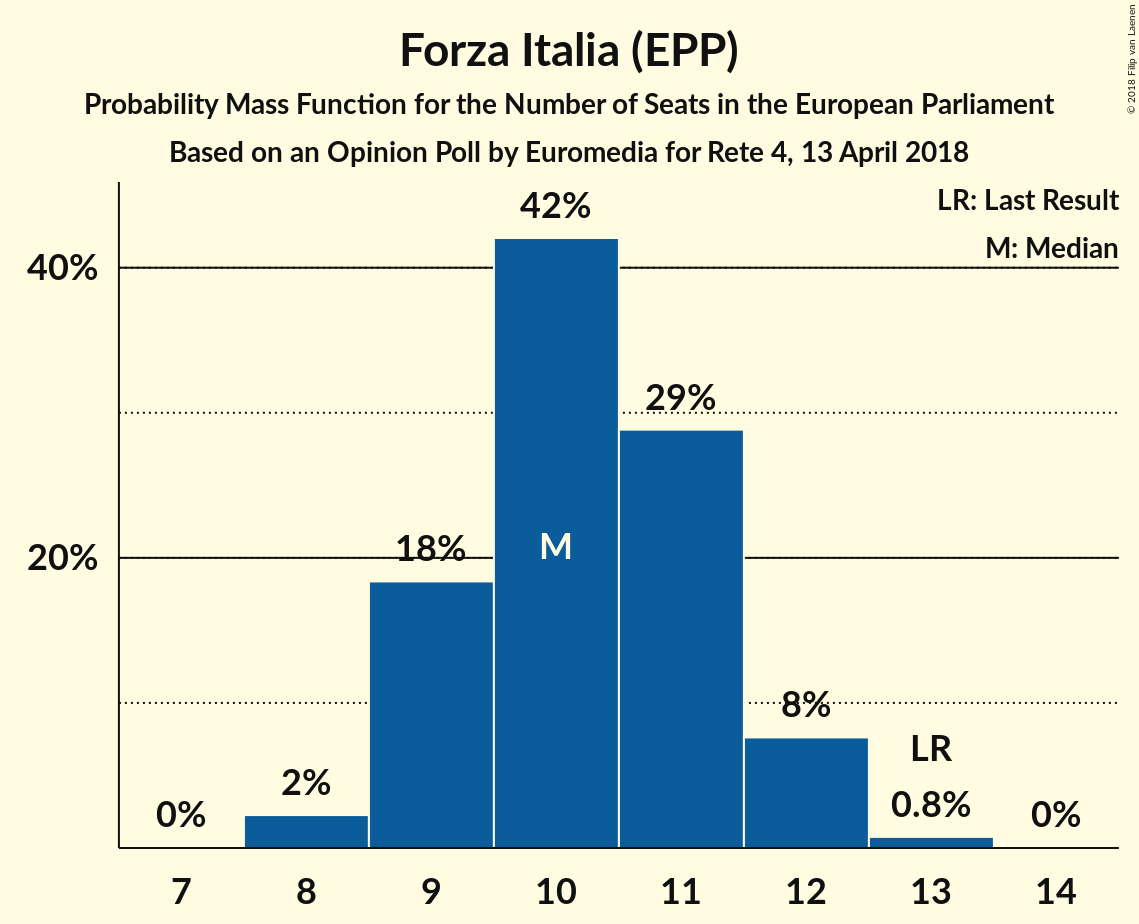 Forza Italia (EPP)
Probability Mass Function for the Number of Seats in the European Parliament
Based on an Opinion Poll by Euromedia for Rete 4, 13 April 2018
© 2018 Filip van Laenen
LR: Last Result
M: Median
42%
40%
29%
18%
M
20%
8%
LR
2%
0.8%
0%
0%
7 8 9 10 11 12 13 14